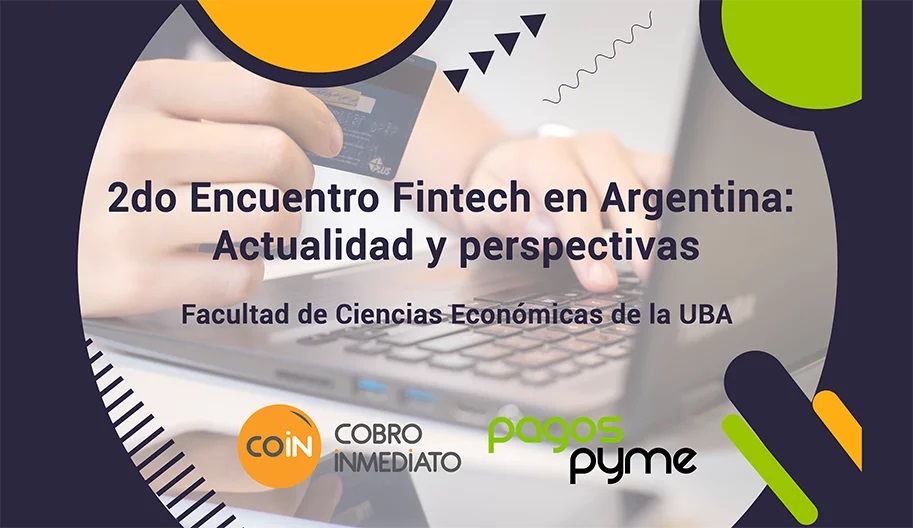 PLUS
2do Encuentro Fintech en Argentina:
Actualidad y perspectivas
Facultad de Ciencias Económicas de la UBA
COiN
COBRO
iNMEDiATO
pagos
pyme